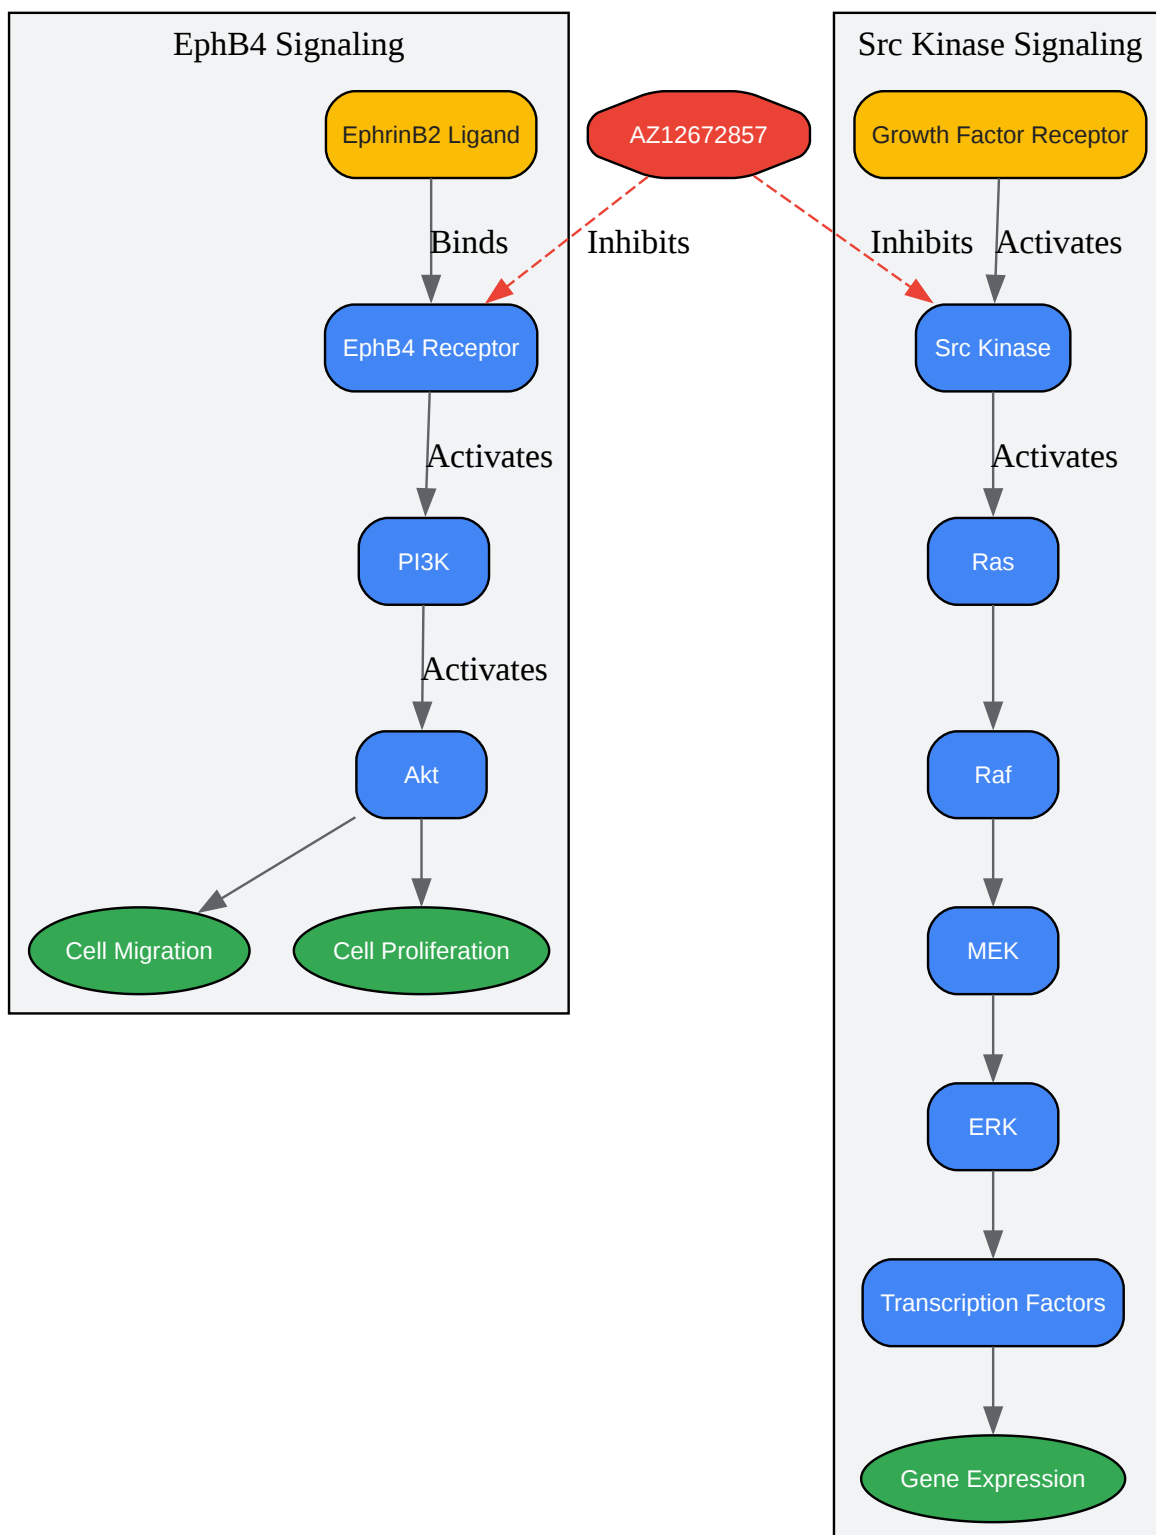 EphB4 Signaling
Src Kinase Signaling
EphrinB2 Ligand
AZ12672857
Growth Factor Receptor
Binds
Inhibits
Inhibits
Activates
EphB4 Receptor
Src Kinase
Activates
Activates
PI3K
Ras
Activates
Akt
Raf
Cell Migration
Cell Proliferation
MEK
ERK
Transcription Factors
Gene Expression